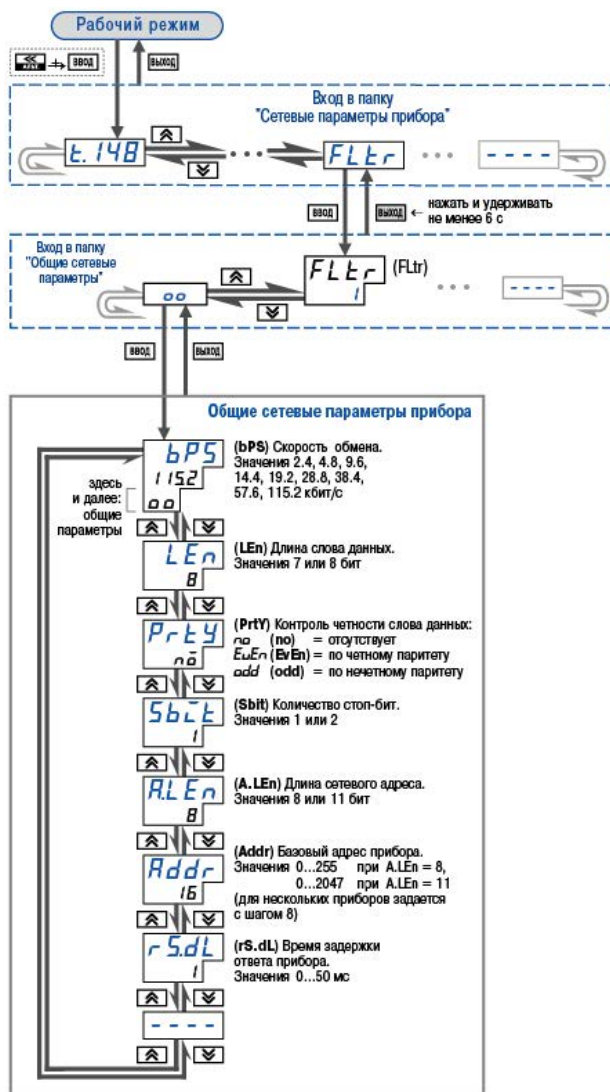 Рабочий режим
ввод
выход
Вход в папку
"Сетевые параметры прибора"
t.148
FLtr
- - - -
ввод
выход
нажать и удерживать
не менее 6 с
Вход в папку
"Общие сетевые
параметры"
oo
FLtr
1
(FLtr)
- - - -
ввод
выход
Общие сетевые параметры прибора
bPS
115.2
oo
здесь
и далее:
общие
параметры
(bPS) Скорость обмена.
Значения 2.4, 4.8, 9.6,
14.4, 19.2, 28.8, 38.4,
57.6, 115.2 кбит/с
LEn
8
(LEn) Длина слова данных.
Значения 7 или 8 бит
PrtY
no
(PrtY) Контроль четности слова данных:
no (no) = отсутствует
EvEn (EvEn) = по четному паритету
odd (odd) = по нечетному паритету
Sbit
1
(Sbit) Количество стоп-бит.
Значения 1 или 2
A.LEn
8
(A.LEn) Длина сетевого адреса.
Значения 8 или 11 бит
Addr
16
(Addr) Базовый адрес прибора.
Значения 0...255 при A.LEn = 8,
0...2047 при A.LEn = 11
(для нескольких приборов задается
с шагом 8)
rS.dL
1
(rS.dL) Время задержки
ответа прибора.
Значения 0...50 мс
- - - -